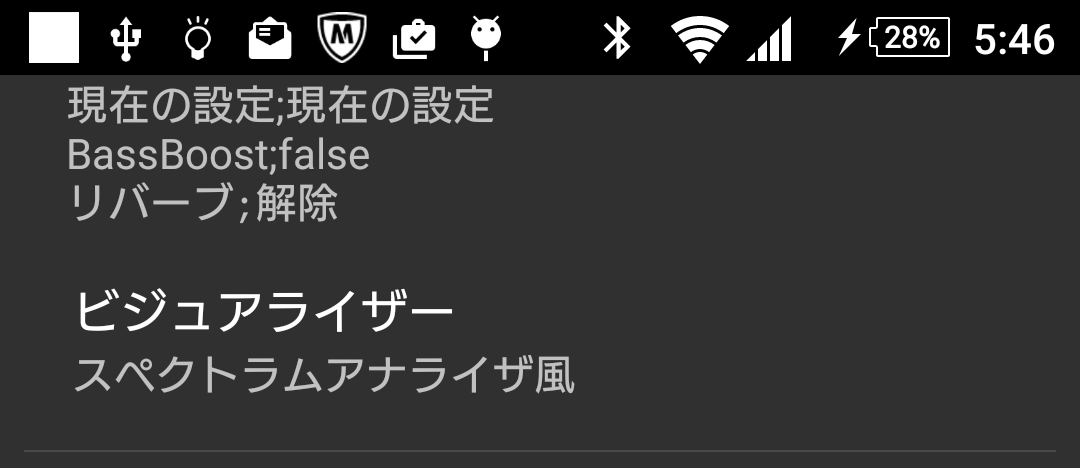 28% 5:46
現在の設定;現在の設定
BassBoost;false
リバーブ;解除
ビジュアライザー
スペクトラムアナライザ風